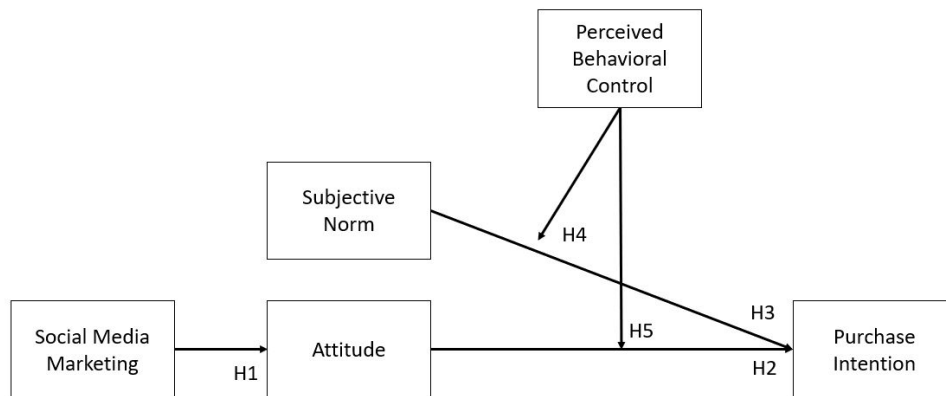 Perceived
Behavioral
Control
Subjective
Norm
H4
H3
H5
Social Media
Marketing
H1
Attitude
H2
Purchase
Intention